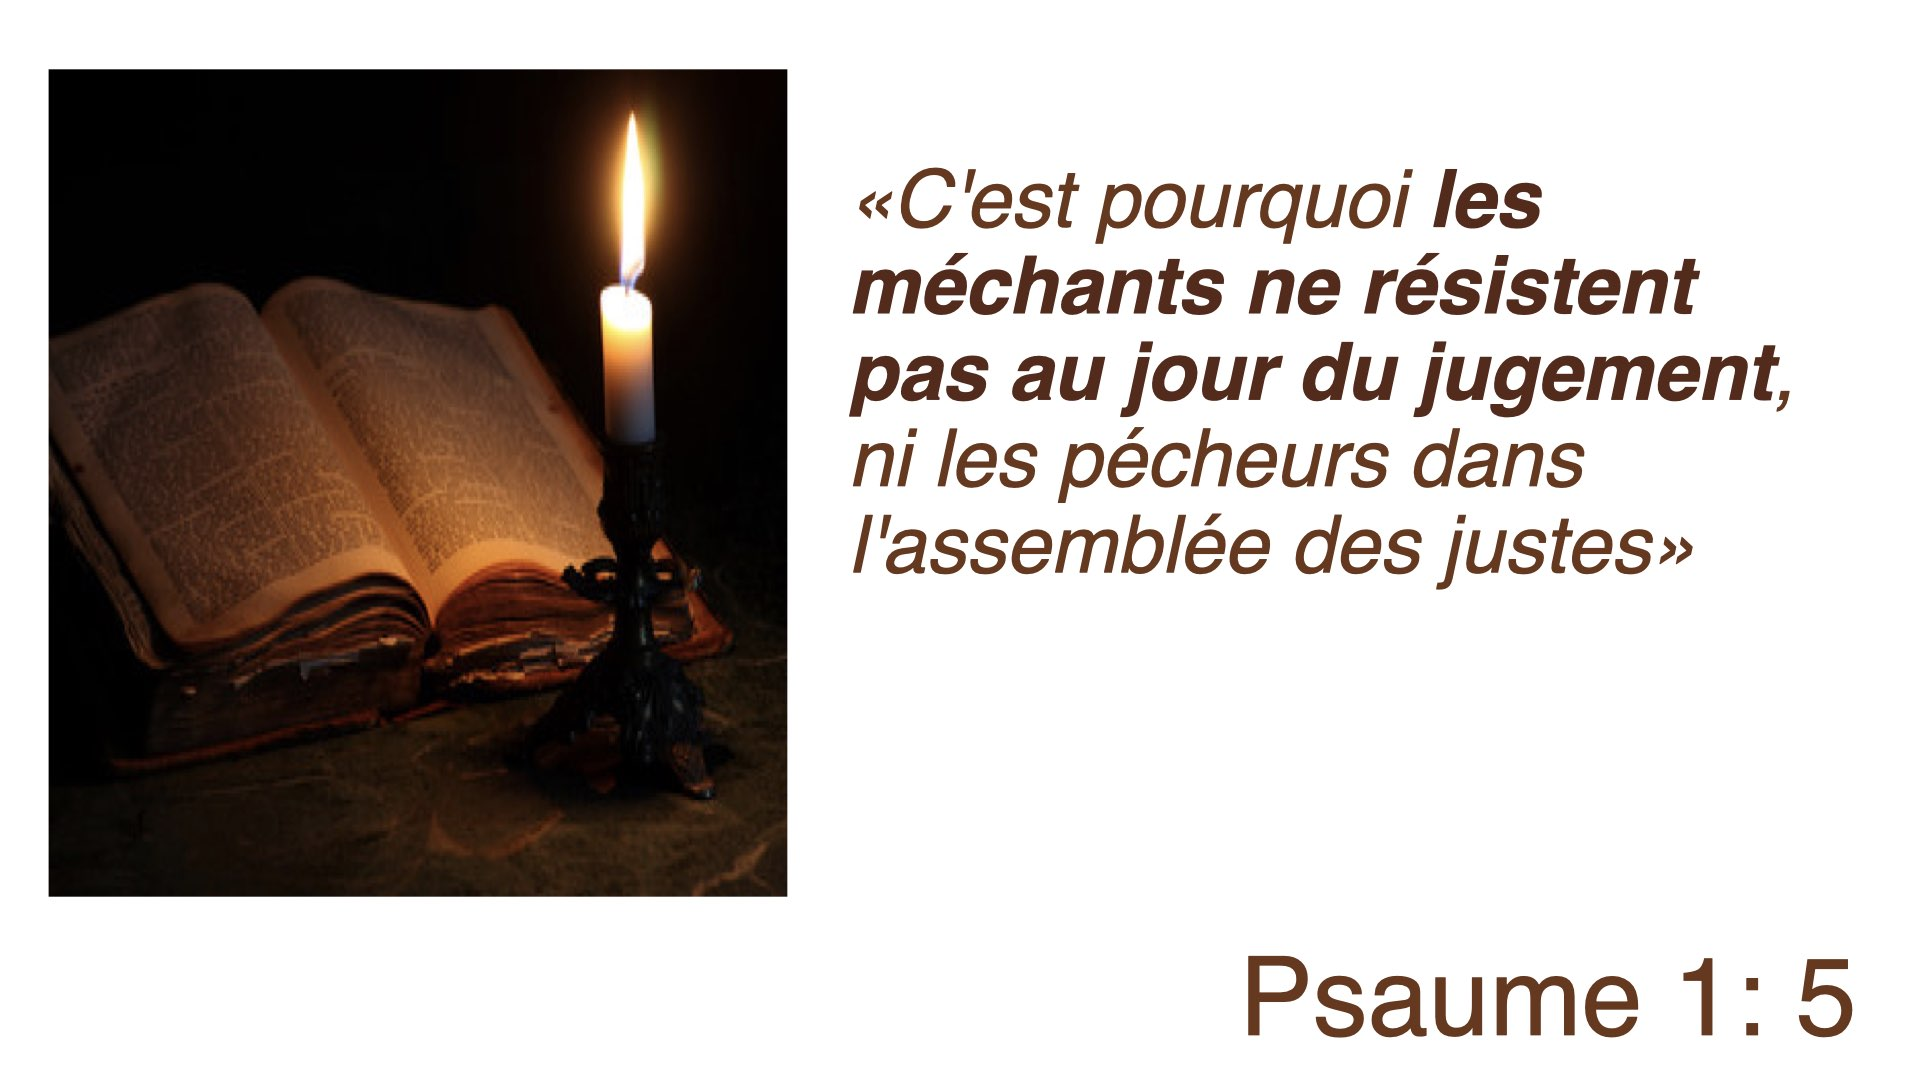 «C'est pourquoi les
méchants ne résistent
pas au jour du jugement,
ni les pécheurs dans
l'assemblée des justes»
Psaume 1: 5